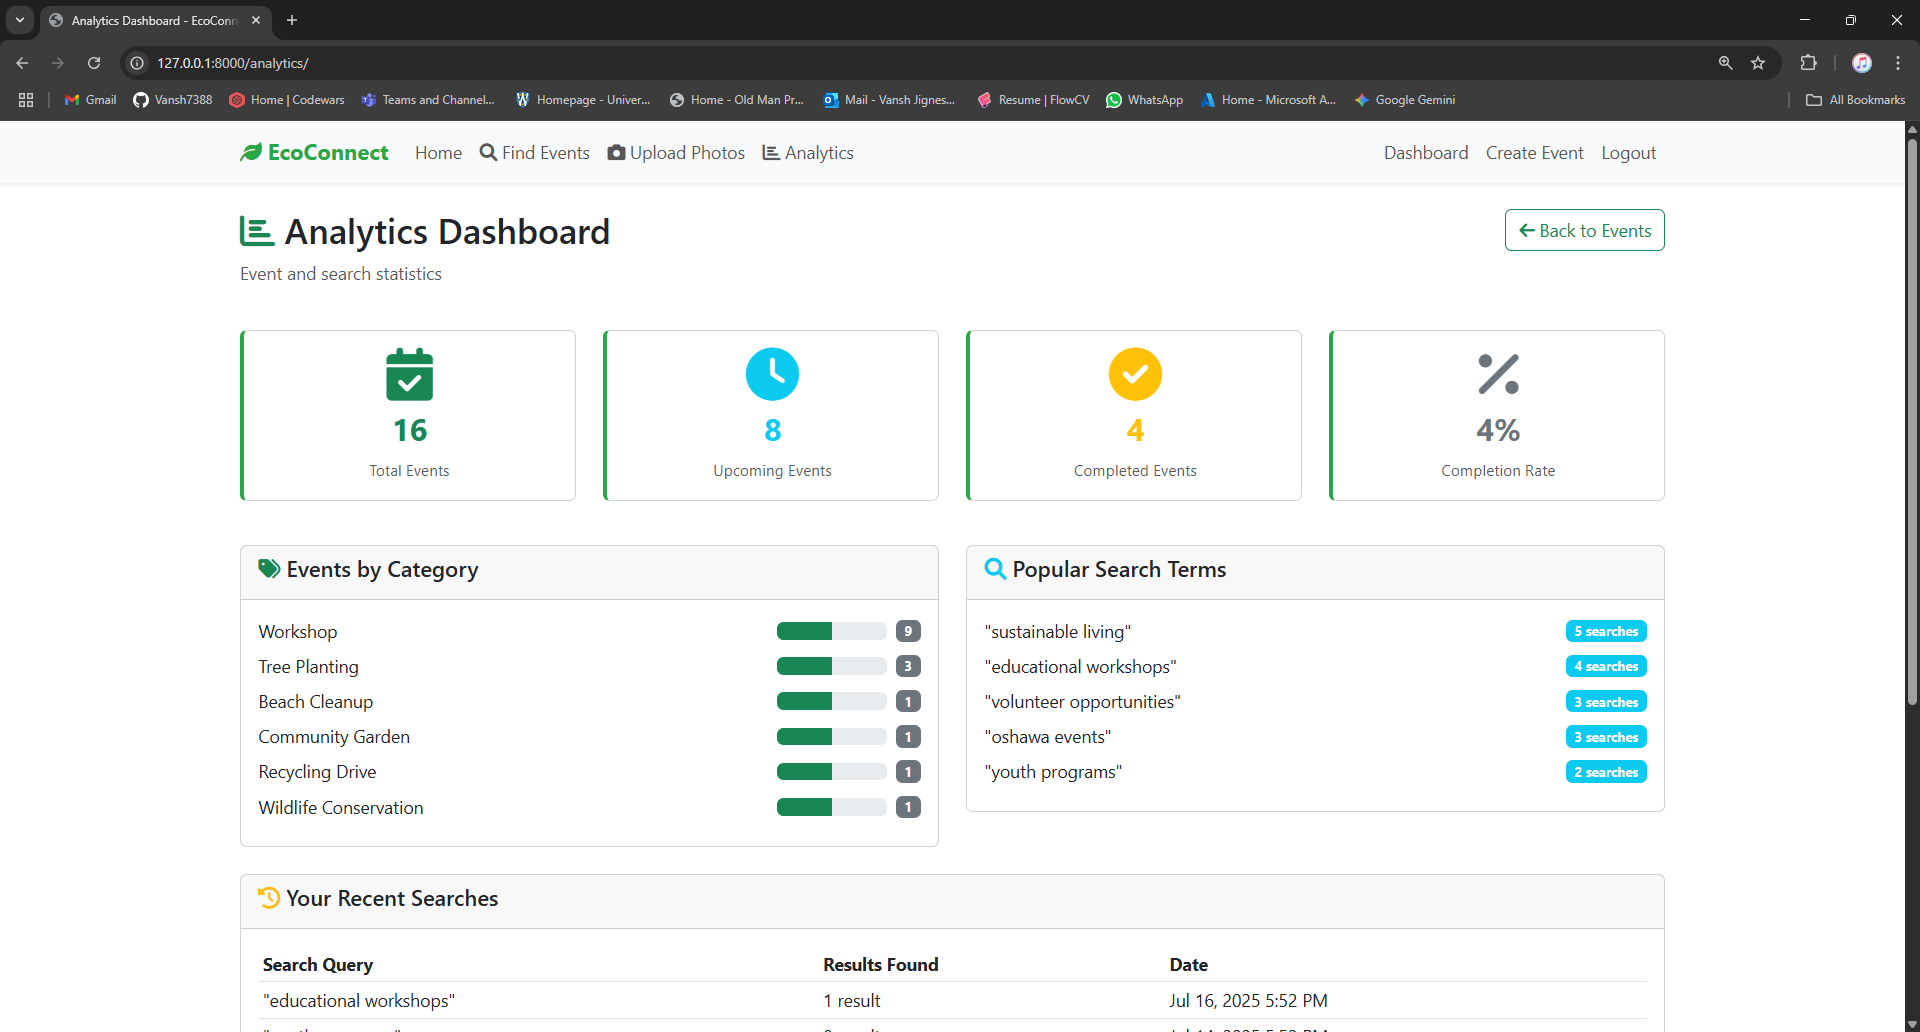 Analytics Dashboard - EcoConn
127.0.0.1:8000/analytics/
Gmail Vansh7388 Home | Codewars Teams and Channel... Homepage - Univer... Home - Old Man Pr... Mail - Vansh Jignes... Resume | FlowCV WhatsApp Home - Microsoft A... Google Gemini All Bookmarks
EcoConnect Home Find Events Upload Photos Analytics Dashboard Create Event Logout
Analytics Dashboard
Back to Events
Event and search statistics
16
Total Events
8
Upcoming Events
4
Completed Events
4%
Completion Rate
Events by Category
Workshop 9
Tree Planting 3
Beach Cleanup 1
Community Garden 1
Recycling Drive 1
Wildlife Conservation 1
Popular Search Terms
"sustainable living" 5 searches
"educational workshops" 4 searches
"volunteer opportunities" 3 searches
"oshawa events" 3 searches
"youth programs" 2 searches
Your Recent Searches
Search Query Results Found Date
"educational workshops" 1 result Jul 16, 2025 5:52 PM